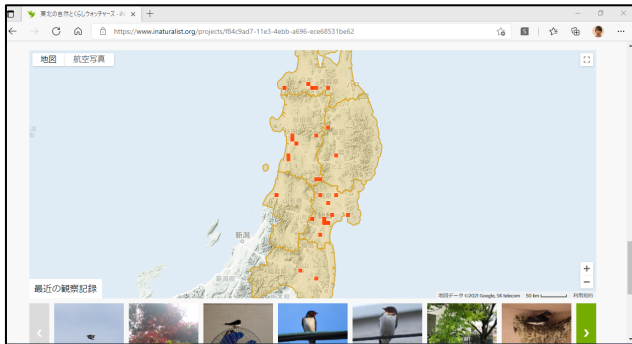 東北の自然とくらしウォッチャーズ · iN
https://www.inaturalist.org/projects/f84c9ad7-11e3-4ebb-a696-ece68531be62
地図 航空写真
新潟
最近の観察記録
地図データ ©2021 Google, SK telecom 50 km 利用規約